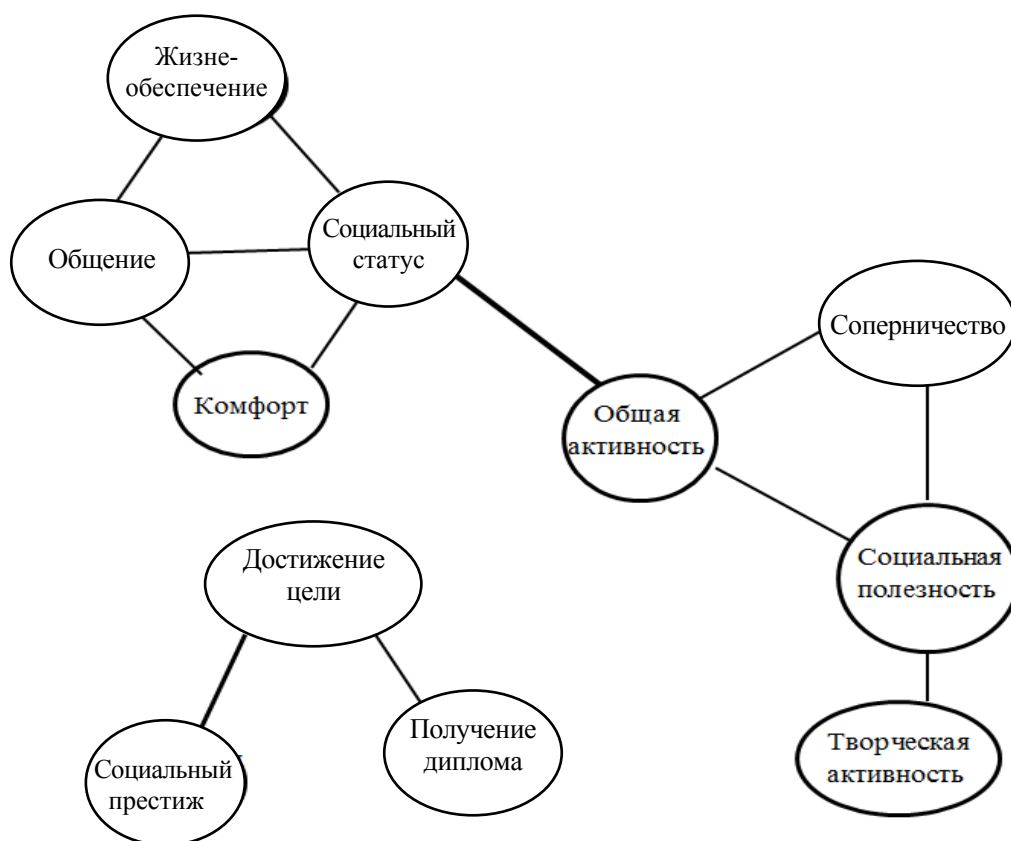 Жизне-
обеспечение
Общение
Социальный
статус
Комфорт
Соперничество
Общая
активность
Социальная
полезность
Творческая
активность
Достижение
цели
Получение
диплома
Социальный
престиж